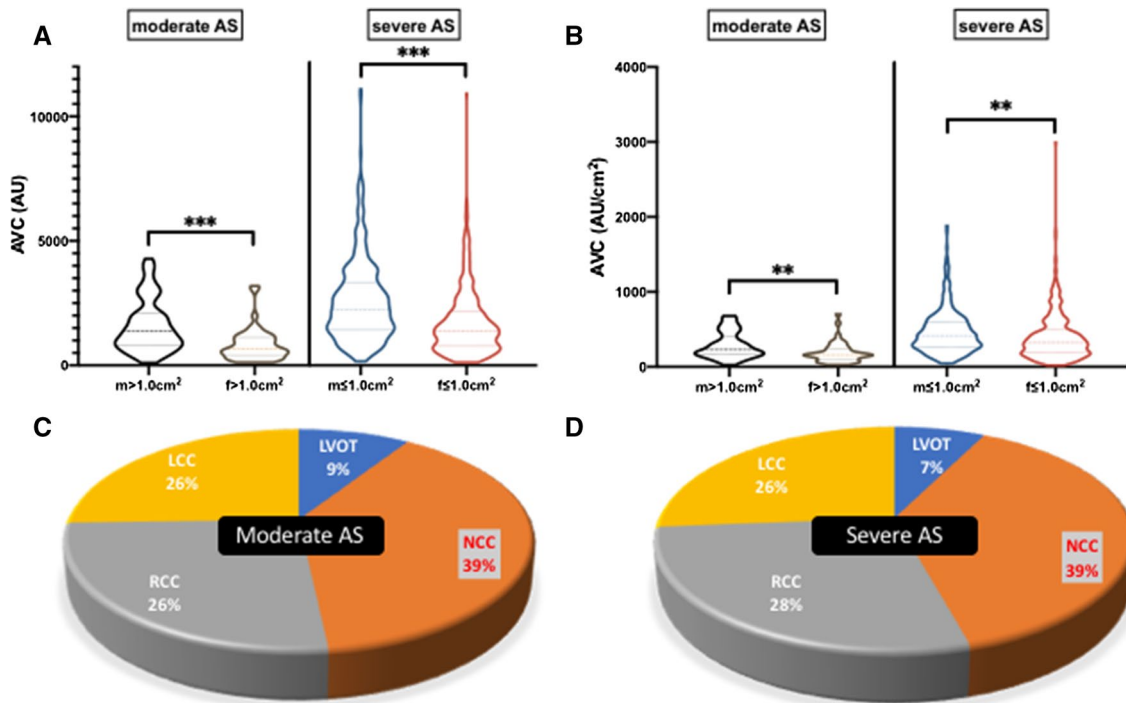 A
moderate AS
severe AS
AVC (AU)
10000
5000
0
***
***
m>1.0cm²
f>1.0cm²
m≤1.0cm²
f≤1.0cm²
B
moderate AS
severe AS
AVC (AU/cm²)
4000
3000
2000
1000
0
**
**
m>1.0cm²
f>1.0cm²
m≤1.0cm²
f≤1.0cm²
C
LCC
26%
LVOT
9%
Moderate AS
NCC
39%
RCC
26%
D
LCC
26%
LVOT
7%
Severe AS
NCC
39%
RCC
28%